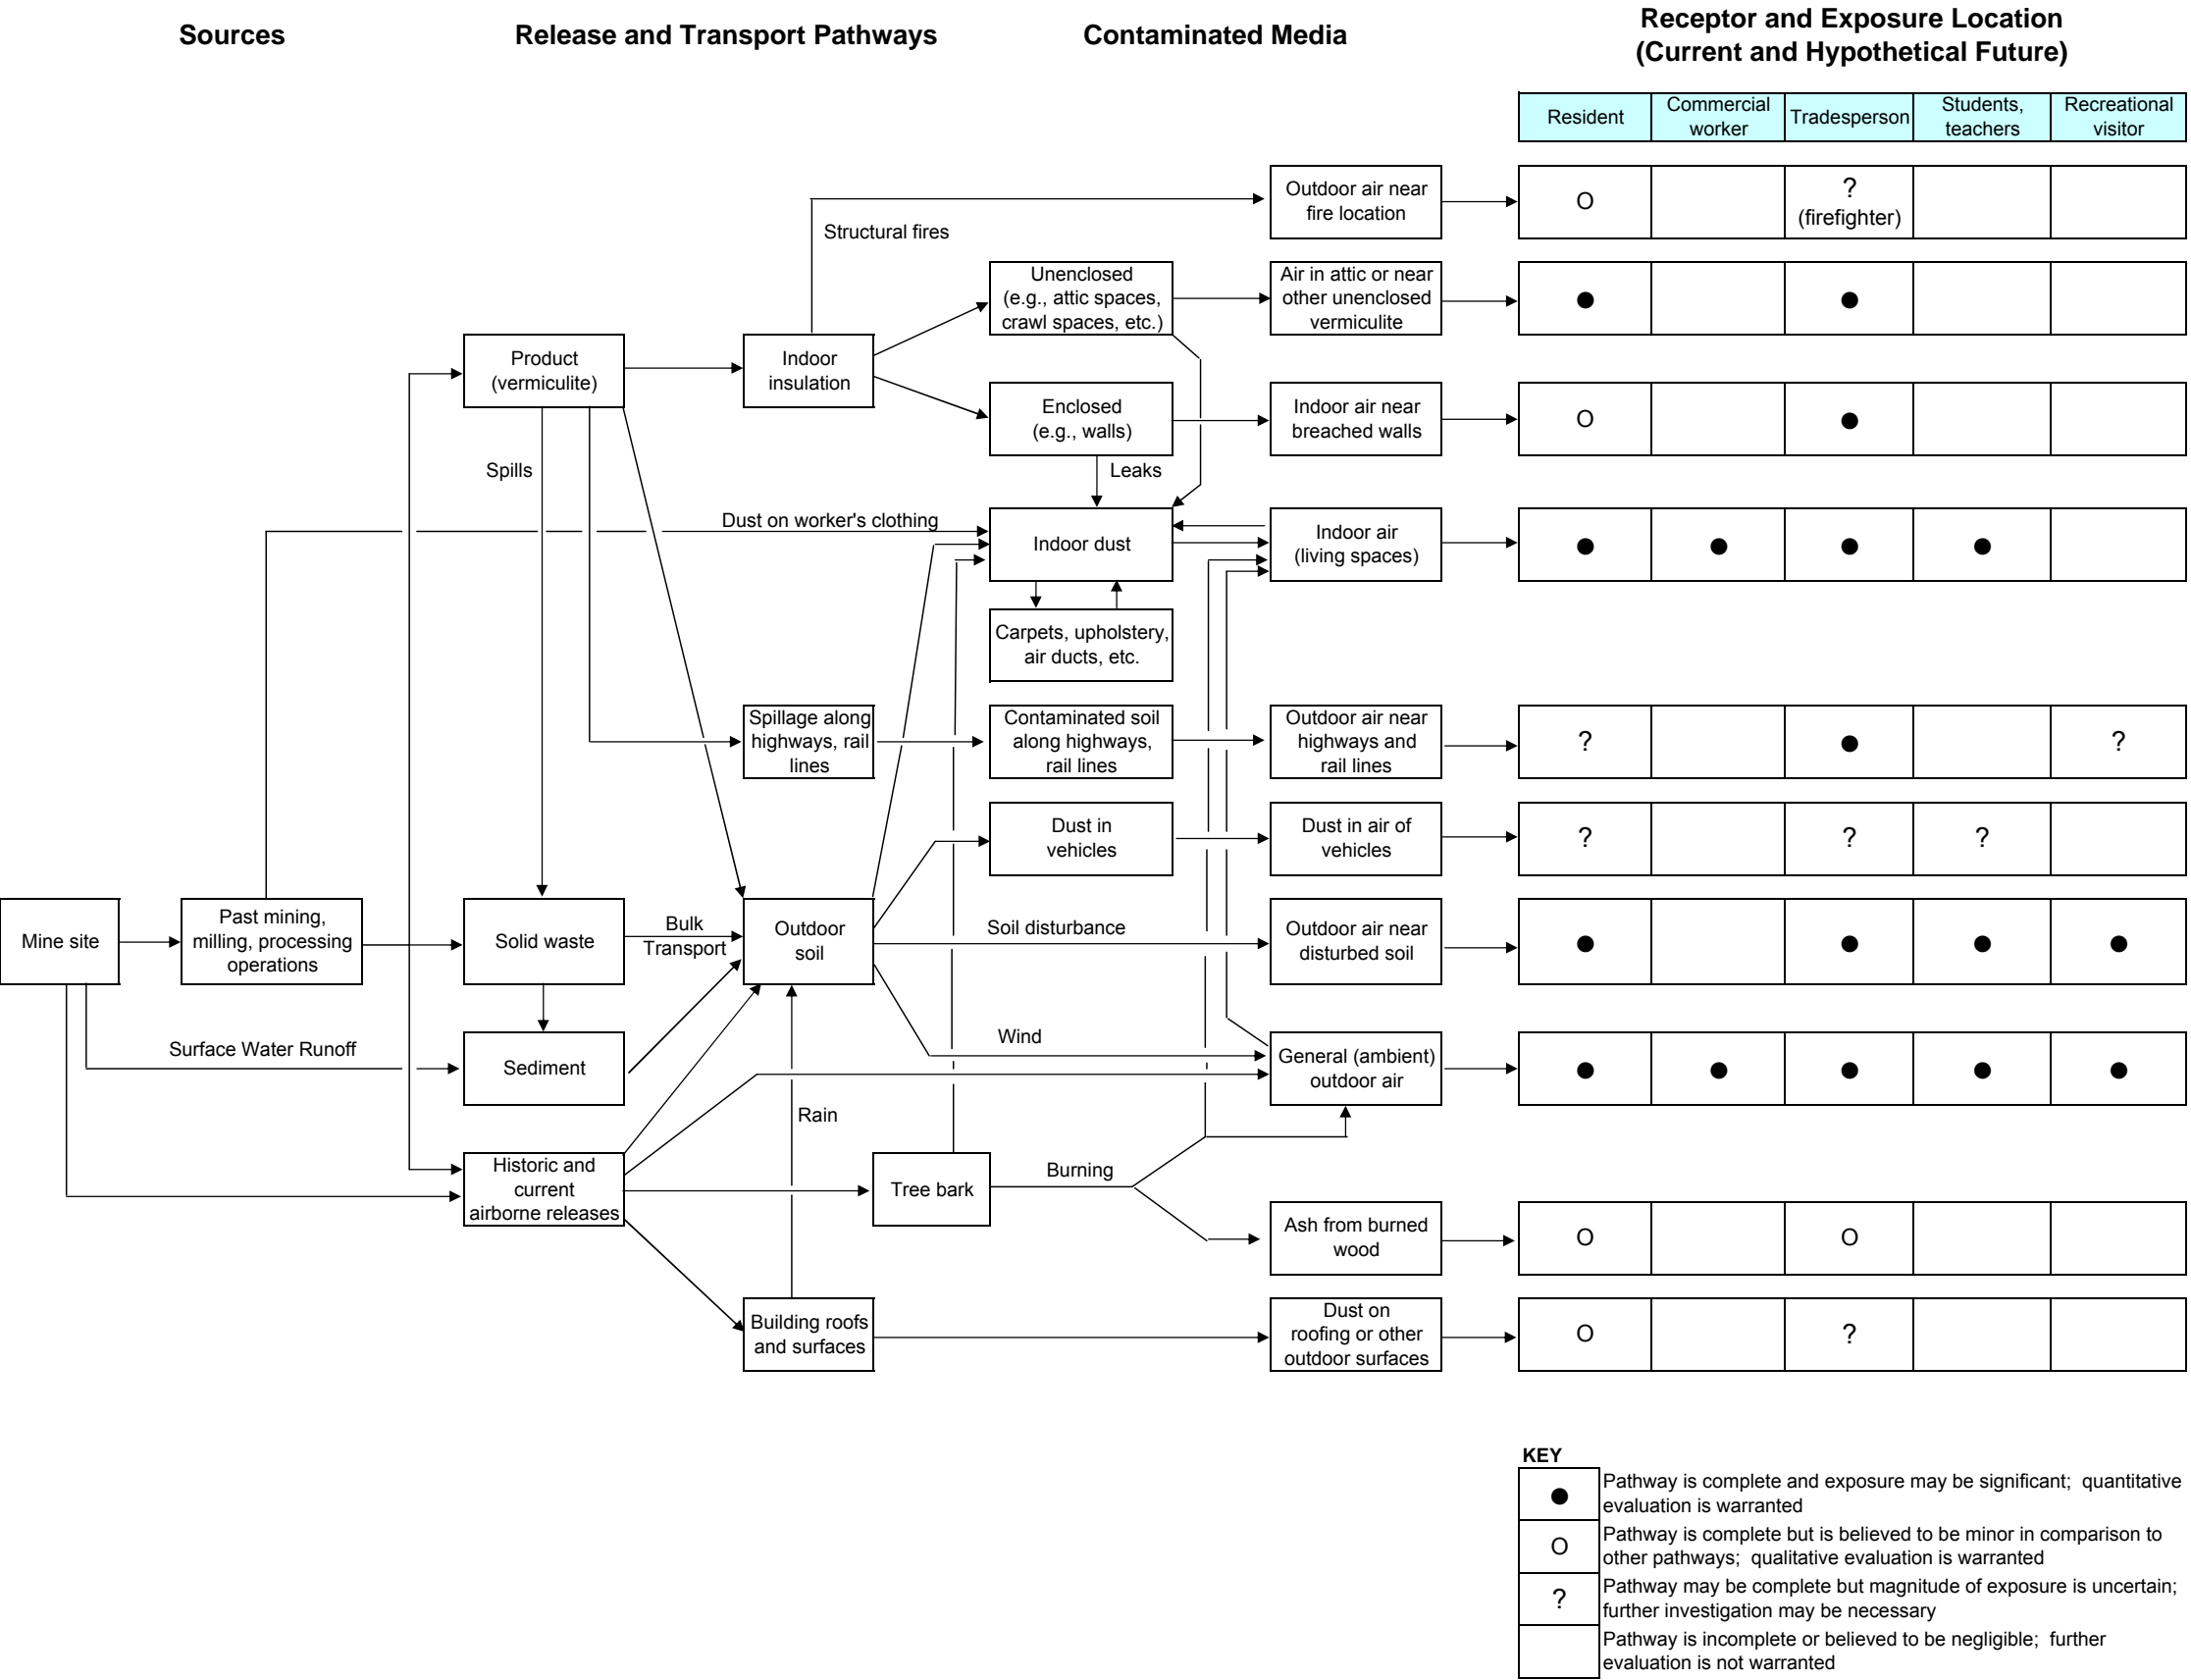 Sources
Release and Transport Pathways
Contaminated Media
Receptor and Exposure Location
(Current and Hypothetical Future)
Resident
Commercial
worker
Tradesperson
Students,
teachers
Recreational
visitor
Outdoor air near
fire location
O
?
(firefighter)
Structural fires
Unenclosed
(e.g., attic spaces,
crawl spaces, etc.)
Air in attic or near
other unenclosed
vermiculite
●
●
Product
(vermiculite)
Indoor
insulation
Enclosed
(e.g., walls)
Indoor air near
breached walls
O
●
Spills
Leaks
Dust on worker's clothing
Indoor dust
Indoor air
(living spaces)
●
●
●
●
Carpets, upholstery,
air ducts, etc.
Spillage along
highways, rail
lines
Contaminated soil
along highways,
rail lines
Outdoor air near
highways and
rail lines
?
●
?
Dust in
vehicles
Dust in air of
vehicles
?
?
?
Mine site
Past mining,
milling, processing
operations
Solid waste
Bulk
Transport
Outdoor
soil
Soil disturbance
Outdoor air near
disturbed soil
●
●
●
●
Surface Water Runoff
Sediment
Wind
General (ambient)
outdoor air
●
●
●
●
●
Rain
Historic and
current
airborne releases
Tree bark
Burning
Ash from burned
wood
O
O
Building roofs
and surfaces
Dust on
roofing or other
outdoor surfaces
O
?
KEY
●
Pathway is complete and exposure may be significant; quantitative
evaluation is warranted
O
Pathway is complete but is believed to be minor in comparison to
other pathways; qualitative evaluation is warranted
?
Pathway may be complete but magnitude of exposure is uncertain;
further investigation may be necessary
Pathway is incomplete or believed to be negligible; further
evaluation is not warranted